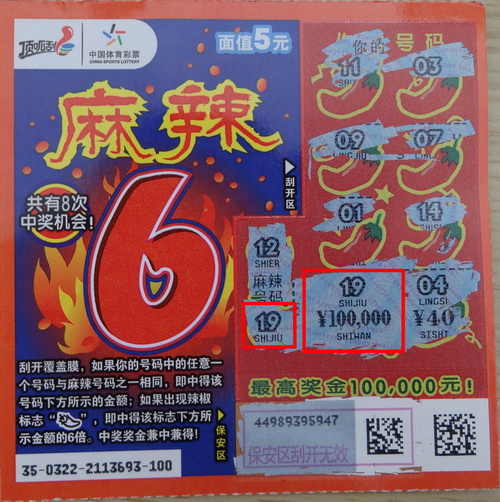 顶呱刮
中国体育彩票
CHINA SPORTS LOTTERY
面值5元
你的号码
麻辣
6
共有8次
中奖机会!
刮开区
11
03
09
07
LINGJIU
01
14
12
SHIER
麻辣
号码
19
SHIJIU
19
SHIJIU
¥100,000
SHIWAN
04
LINGSI
¥40
SISHI
最高奖金100,000元!
刮开覆盖膜,如果你的号码中的任意一
个号码与麻辣号码之一相同,即中得该
号码下方所示的金额;如果出现辣椒
标志“ ”,即中得该标志下方所
示金额的6倍。中奖奖金兼中兼得!
保安区
44989395947
保安区刮开无效
35-0322-2113693-100